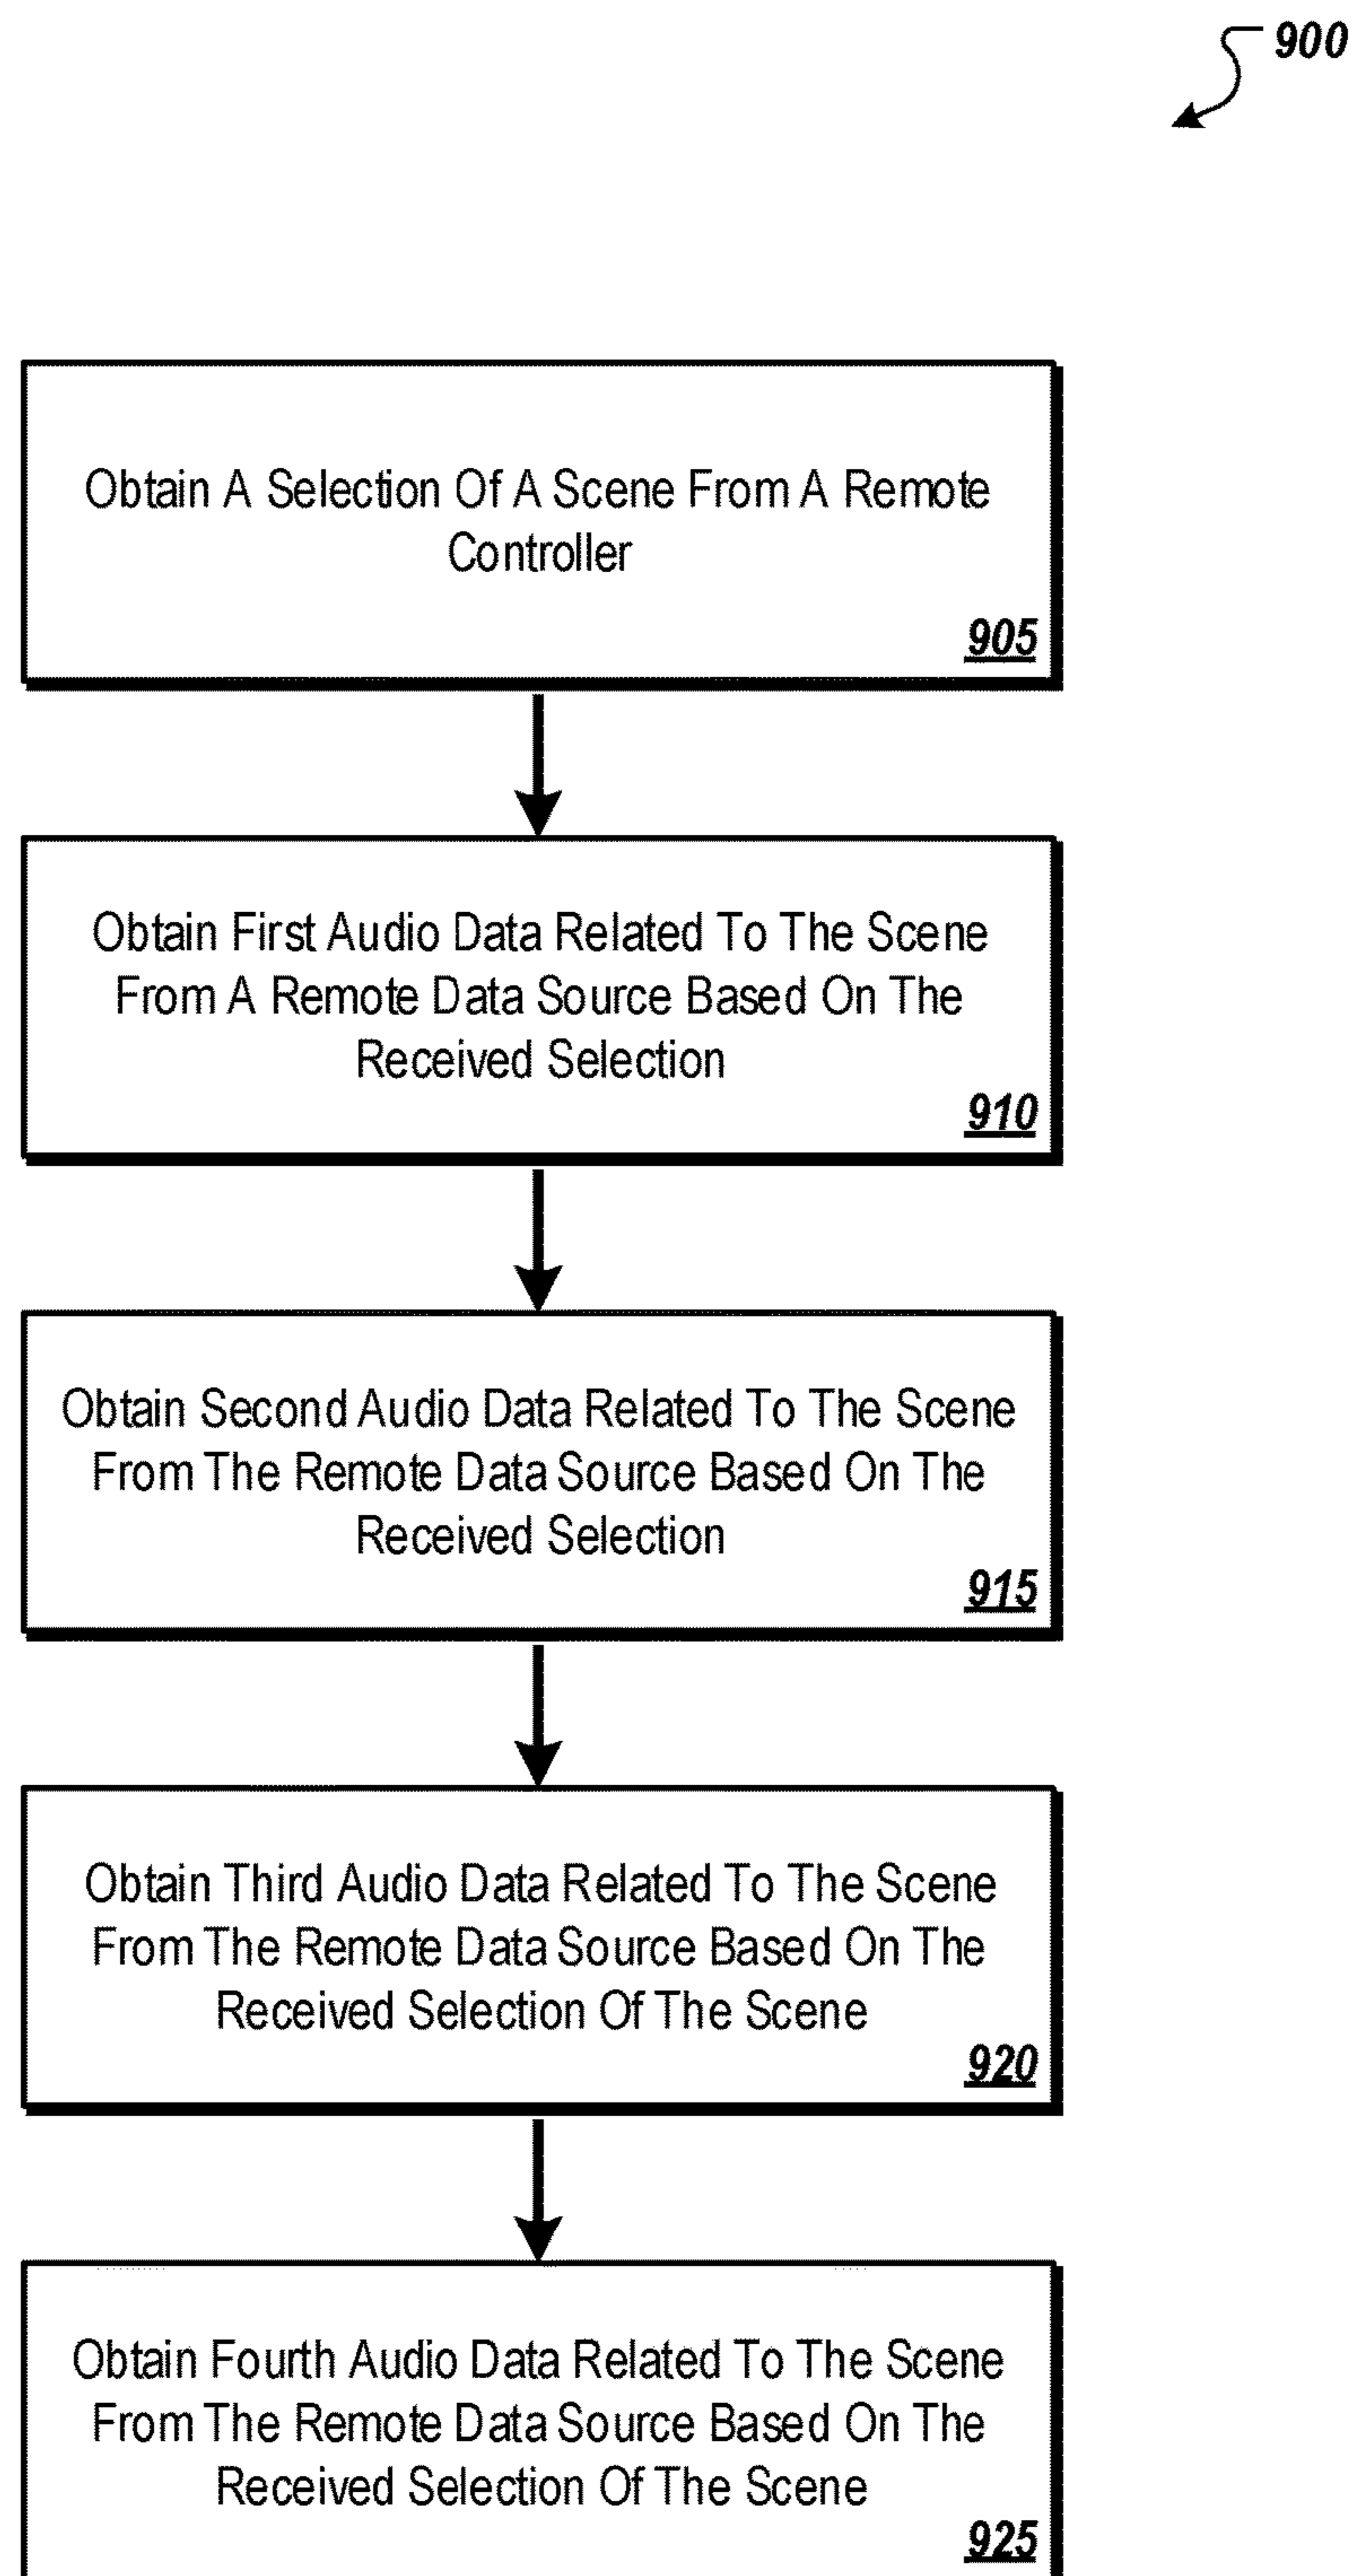 900
Obtain A Selection Of A Scene From A Remote
Controller
905
Obtain First Audio Data Related To The Scene
From A Remote Data Source Based On The
Received Selection
910
Obtain Second Audio Data Related To The Scene
From The Remote Data Source Based On The
Received Selection
915
Obtain Third Audio Data Related To The Scene
From The Remote Data Source Based On The
Received Selection Of The Scene
920
Obtain Fourth Audio Data Related To The Scene
From The Remote Data Source Based On The
Received Selection Of The Scene
925